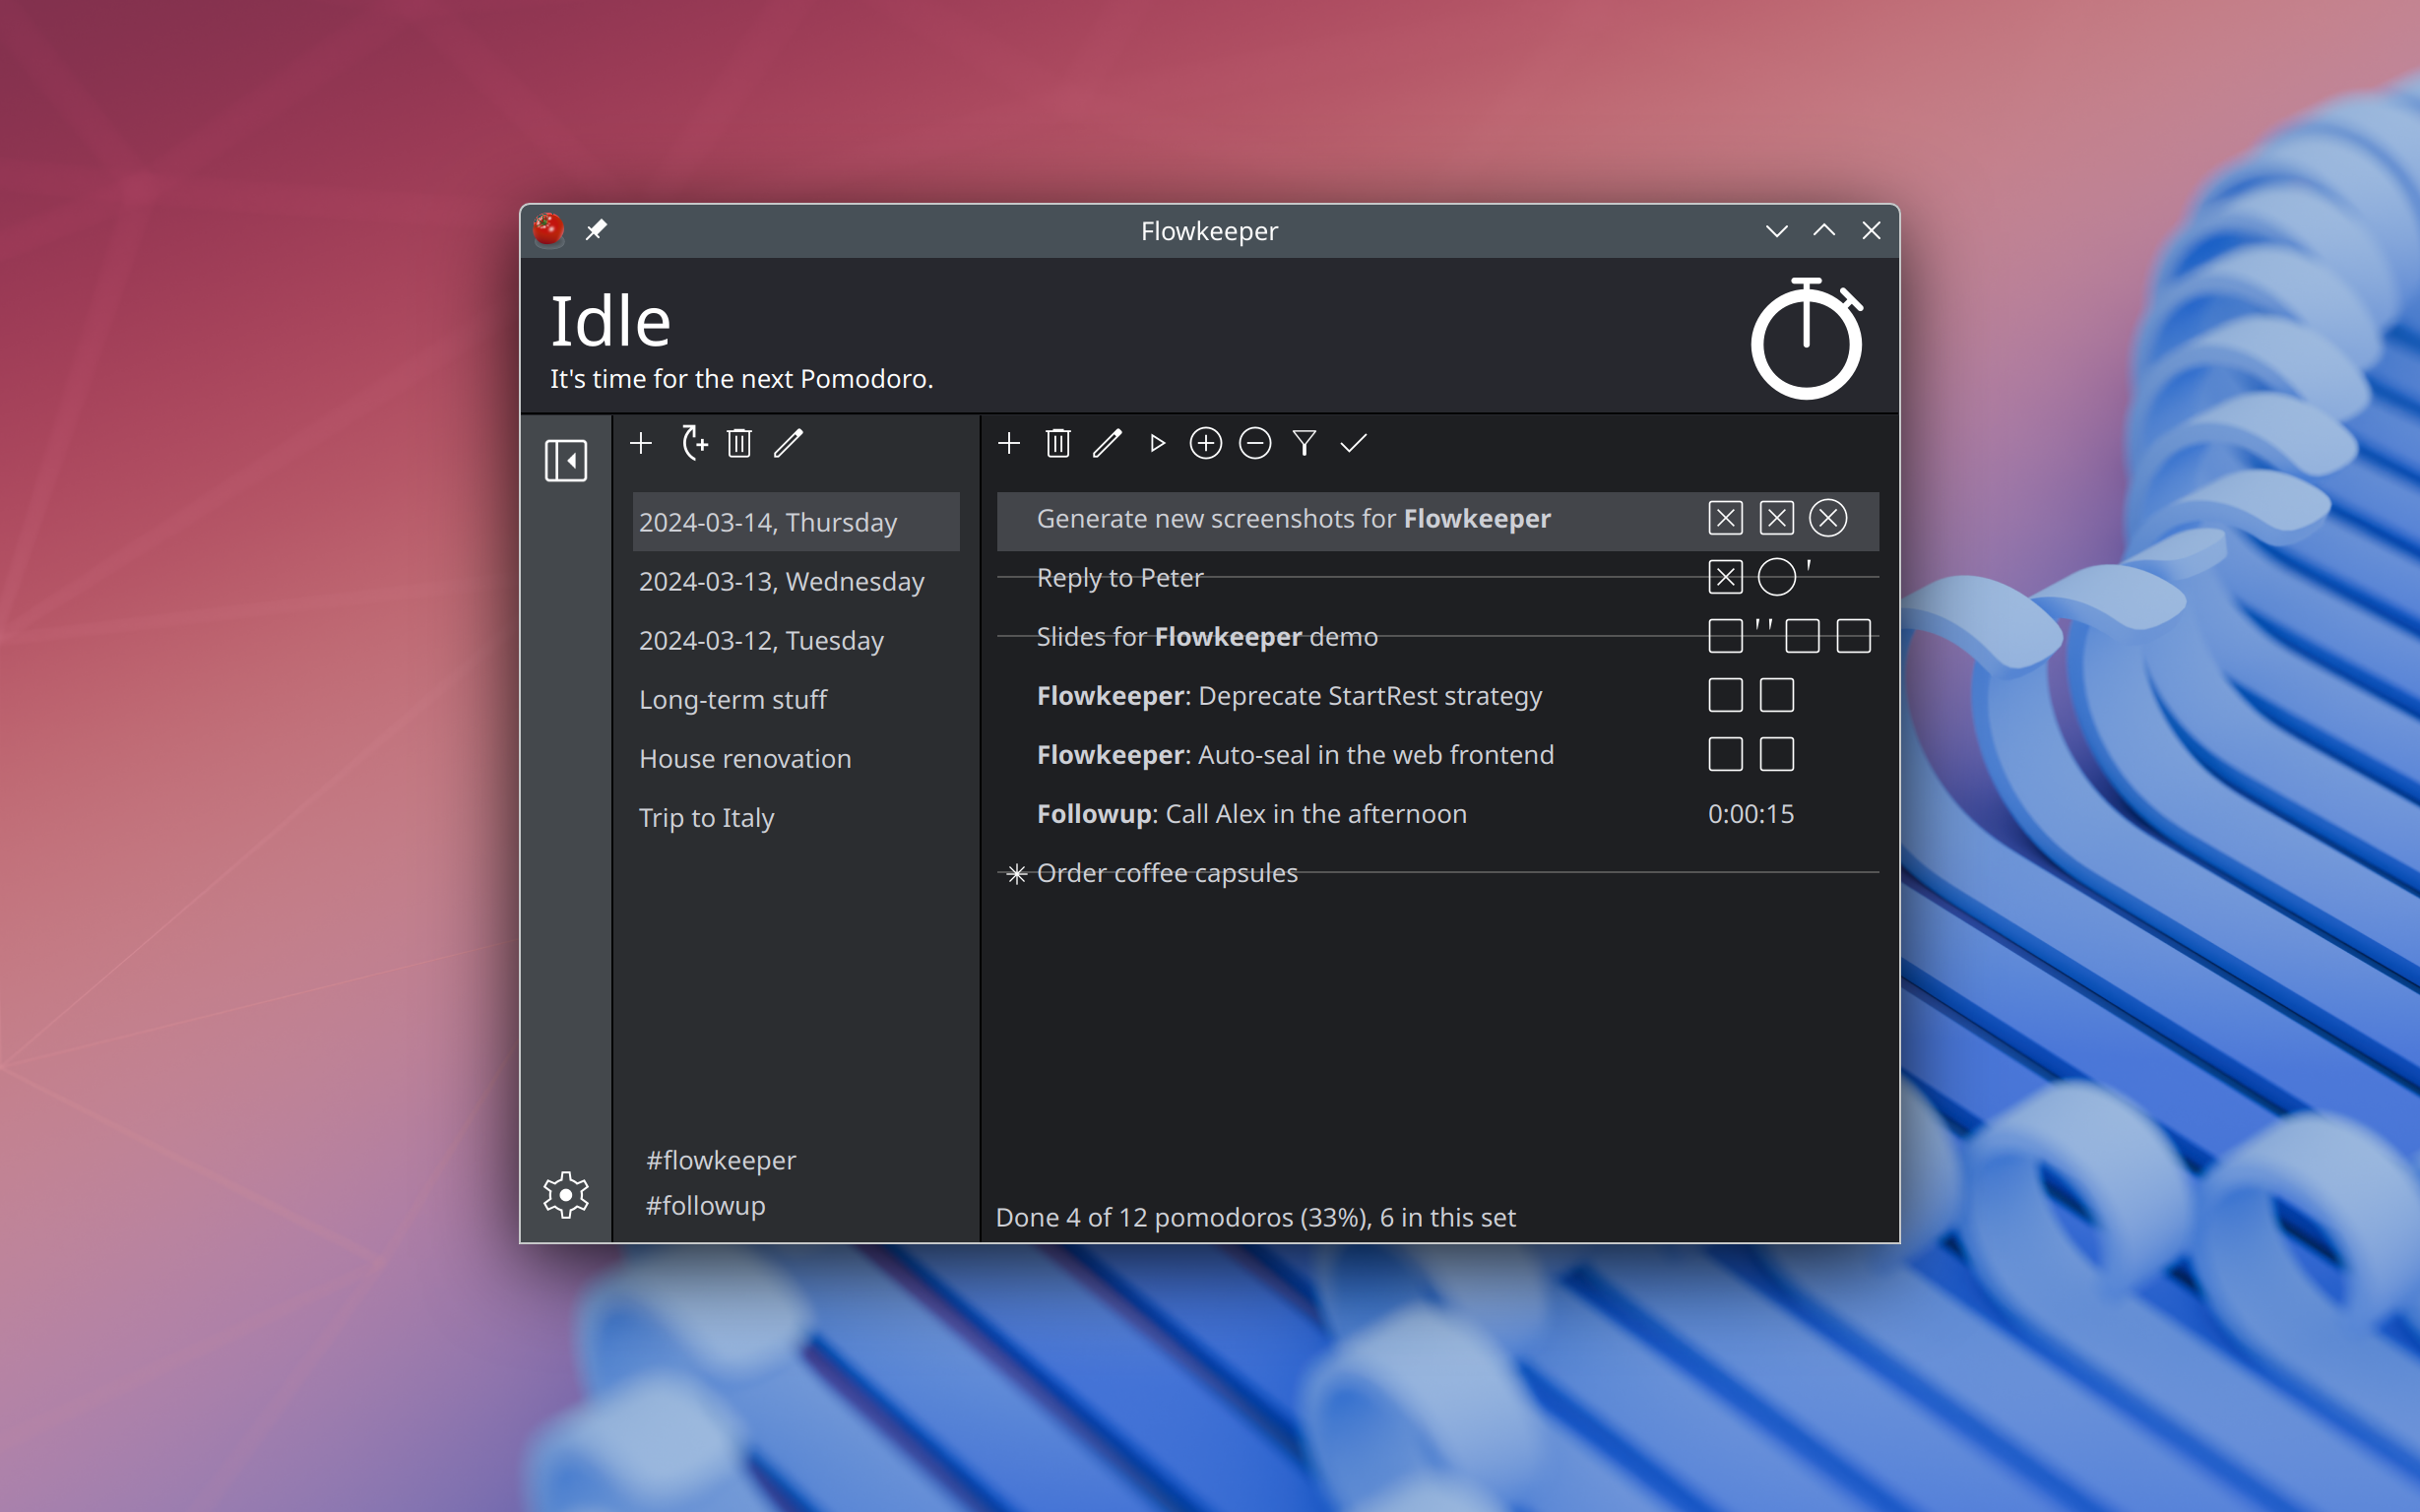 Flowkeeper
Idle
It's time for the next Pomodoro.
2024-03-14, Thursday
2024-03-13, Wednesday
2024-03-12, Tuesday
Long-term stuff
House renovation
Trip to Italy
#flowkeeper
#followup
Generate new screenshots for Flowkeeper
Reply to Peter
Slides for Flowkeeper demo
Flowkeeper: Deprecate StartRest strategy
Flowkeeper: Auto-seal in the web frontend
Followup: Call Alex in the afternoon 0:00:15
Order coffee capsules
Done 4 of 12 pomodoros (33%), 6 in this set